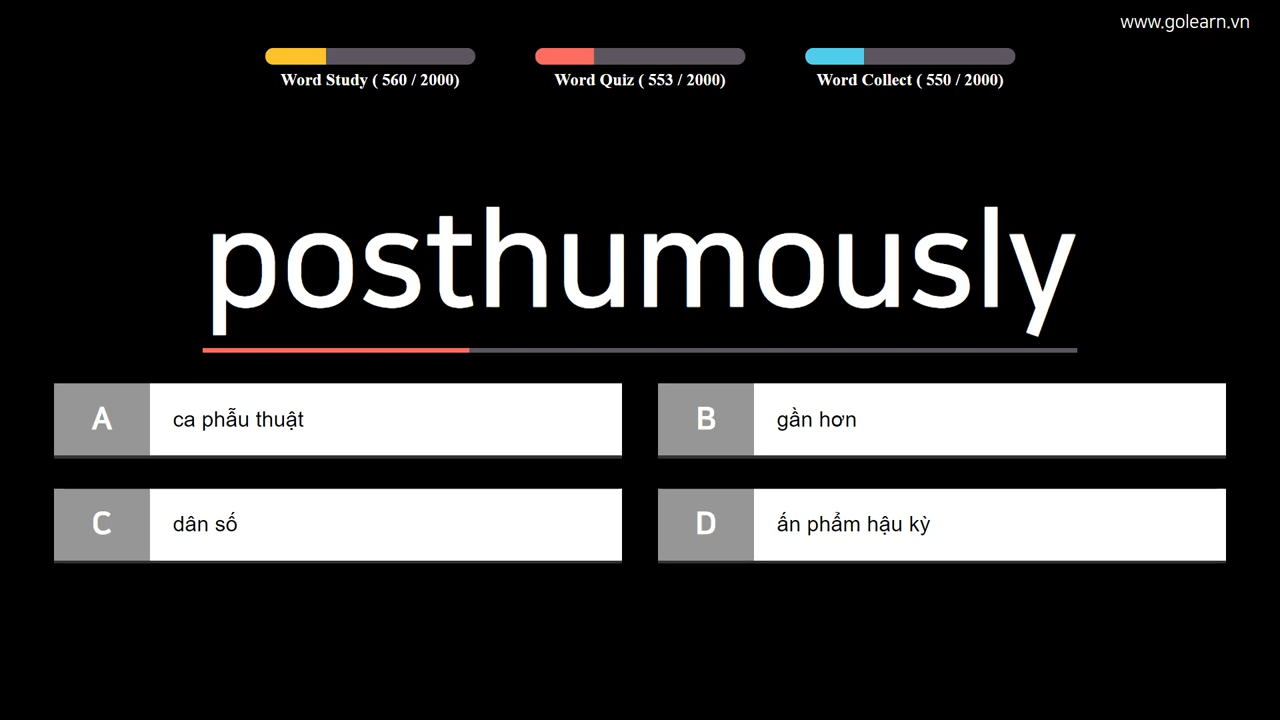 www.golearn.vn
Word Study ( 560 / 2000)
Word Quiz ( 553 / 2000)
Word Collect ( 550 / 2000)
posthumously
A
ca phẫu thuật
B
gần hơn
C
dân số
D
ấn phẩm hậu kỳ